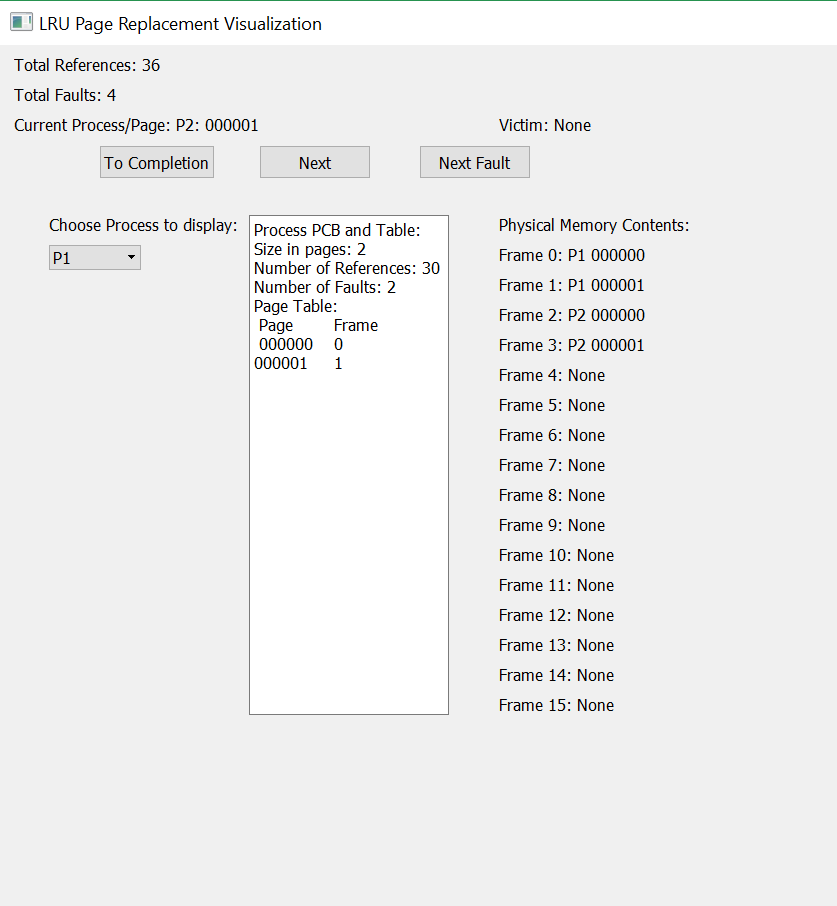 LRU Page Replacement Visualization
Total References: 36
Total Faults: 4
Current Process/Page: P2: 000001
Victim: None
To Completion
Next
Next Fault
Choose Process to display:
P1
Process PCB and Table:
Size in pages: 2
Number of References: 30
Number of Faults: 2
Page Table:
Page Frame
000000 0
000001 1
Physical Memory Contents:
Frame 0: P1 000000
Frame 1: P1 000001
Frame 2: P2 000000
Frame 3: P2 000001
Frame 4: None
Frame 5: None
Frame 6: None
Frame 7: None
Frame 8: None
Frame 9: None
Frame 10: None
Frame 11: None
Frame 12: None
Frame 13: None
Frame 14: None
Frame 15: None